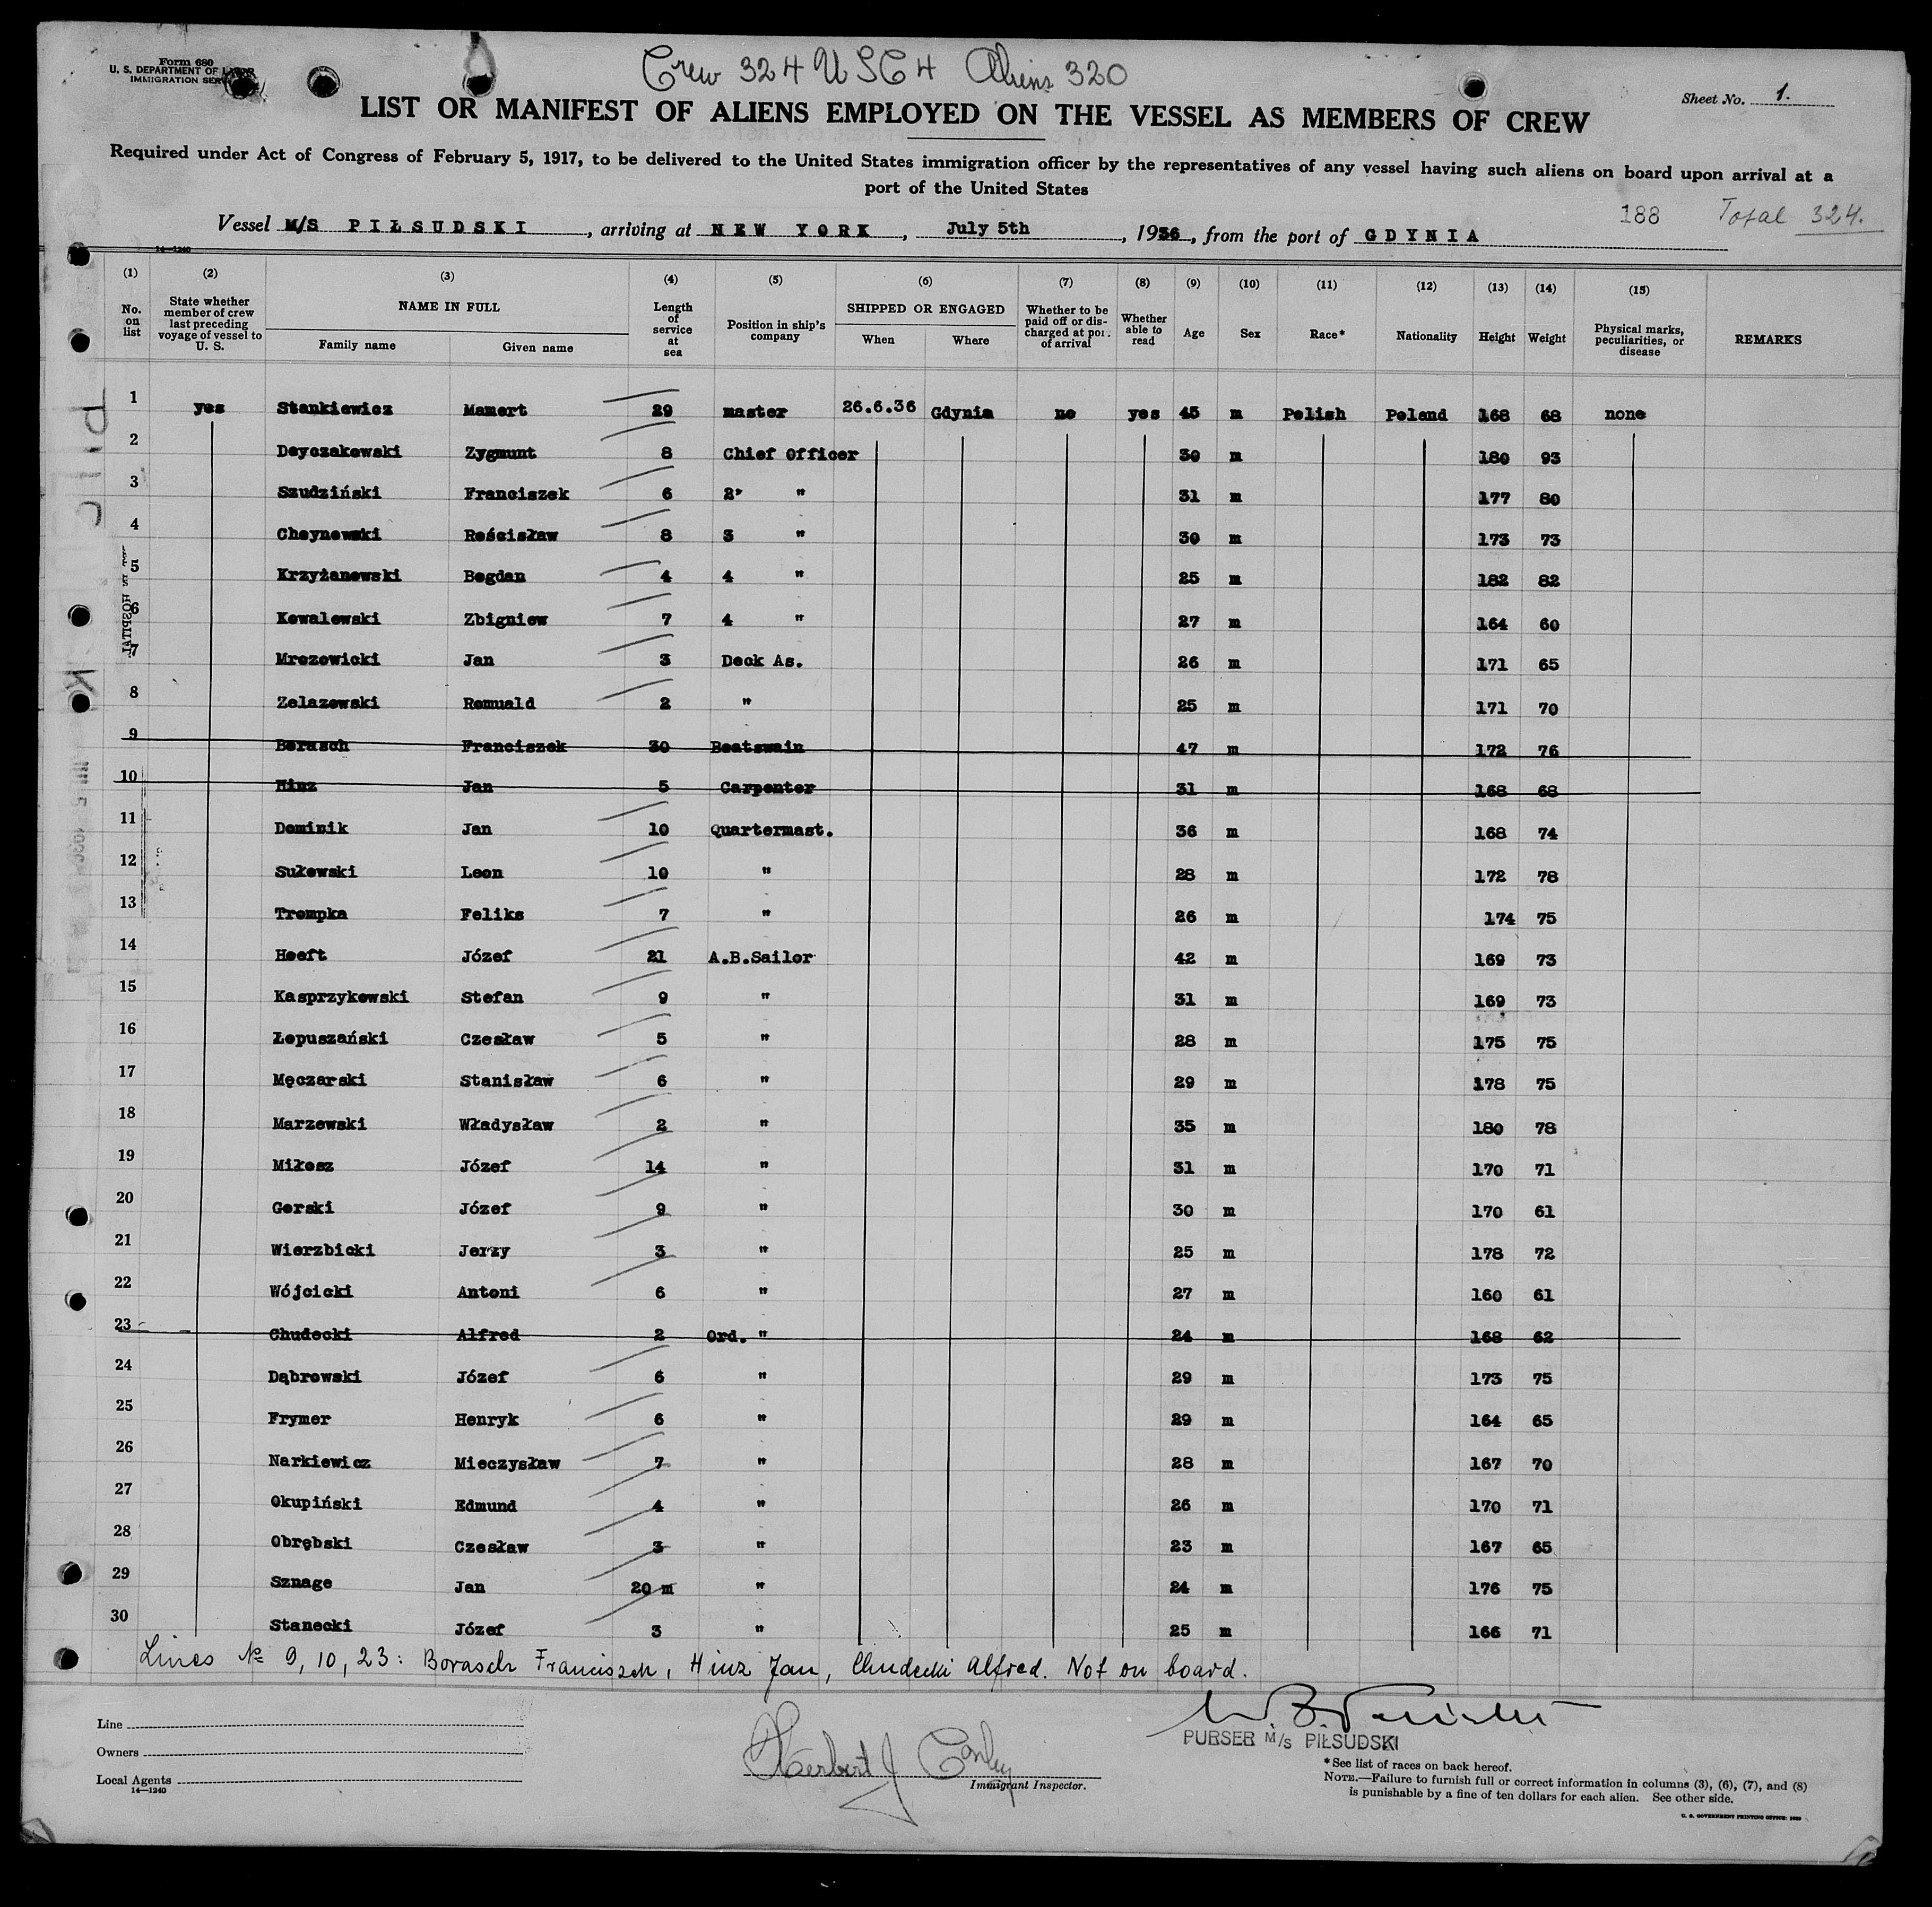 Form 680
U. S. DEPARTMENT OF LABOR
IMMIGRATION SERVICE
Crew 324 USC 4 Aliens 320
Sheet No. 1.
LIST OR MANIFEST OF ALIENS EMPLOYED ON THE VESSEL AS MEMBERS OF CREW
Required under Act of Congress of February 5, 1917, to be delivered to the United States immigration officer by the representatives of any vessel having such aliens on board upon arrival at a
port of the United States
188 Total 324.
Vessel M/S PIŁSUDSKI, arriving at NEW YORK, July 5th, 1936, from the port of GDYNIA
14—1240
(1) (2) (3) (4) (5) (6) (7) (8) (9) (10) (11) (12) (13) (14) (15)
No. on list State whether member of crew last preceding voyage of vessel to U. S. NAME IN FULL Family name Given name Length of service at sea Position in ship's company SHIPPED OR ENGAGED When Where Whether to be paid off or discharged at port of arrival Whether able to read Age Sex Race* Nationality Height Weight Physical marks, peculiarities, or disease REMARKS
1 yes Stankiewicz Mamert 29 master 26.6.36 Gdynia no yes 45 m Polish Poland 168 68 none
2 Deyczakowski Zygmunt 8 Chief Officer 30 m 180 93
3 Szudziński Franciszek 6 2 " 31 m 177 80
4 Choynowski Rościsław 8 3 " 30 m 173 73
5 Krzyżanowski Bogdan 4 4 " 25 m 182 82
6 Kowalewski Zbigniew 7 4 " 27 m 164 60
7 Mrozowicki Jan 3 Deck As. 26 m 171 65
8 Zelazowski Romuald 2 " 25 m 171 70
9 Borasch Franciszek 30 Boatswain 47 m 172 76
10 Hinz Jan 5 Carpenter 31 m 168 68
11 Dominik Jan 10 Quartermast. 36 m 168 74
12 Sułowski Leon 10 " 28 m 172 78
13 Trompka Feliks 7 " 26 m 174 75
14 Hoeft Józef 21 A.B.Sailor 42 m 169 73
15 Kasprzykowski Stefan 9 " 31 m 169 73
16 Łopuszański Czesław 5 " 28 m 175 75
17 Męczarski Stanisław 6 " 29 m 178 75
18 Marzewski Władysław 2 " 35 m 180 78
19 Miłosz Józef 14 " 31 m 170 71
20 Gorski Józef 9 " 30 m 170 61
21 Wierzbicki Jerzy 3 " 25 m 178 72
22 Wójcicki Antoni 6 " 27 m 160 61
23 Chudecki Alfred 2 Ord. " 24 m 168 62
24 Dąbrowski Józef 6 " 29 m 173 75
25 Frymer Henryk 6 " 29 m 164 65
26 Narkiewicz Mieczysław 7 " 28 m 167 70
27 Okupiński Edmund 4 " 26 m 170 71
28 Obrębski Czesław 3 " 23 m 167 65
29 Sznage Jan 20 m " 24 m 176 75
30 Stanecki Józef 3 " 25 m 166 71
Lines № 9, 10, 23: Borasch Franciszek, Hinz Jan, Chudecki Alfred. Not on board.
Line
Owners
Local Agents
14—1240
Herbert J Conley
Immigrant Inspector.
PURSER M/S PIŁSUDSKI
*See list of races on back hereof.
NOTE.—Failure to furnish full or correct information in columns (3), (6), (7), and (8)
is punishable by a fine of ten dollars for each alien. See other side.